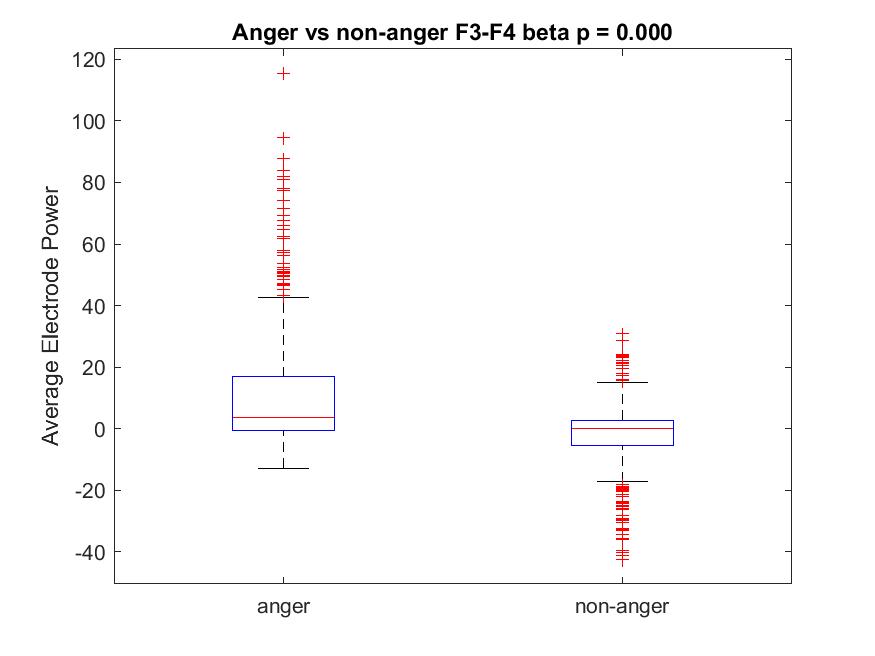 Anger vs non-anger F3-F4 beta p = 0.000
Average Electrode Power
120
100
80
60
40
20
0
-20
-40
anger
non-anger